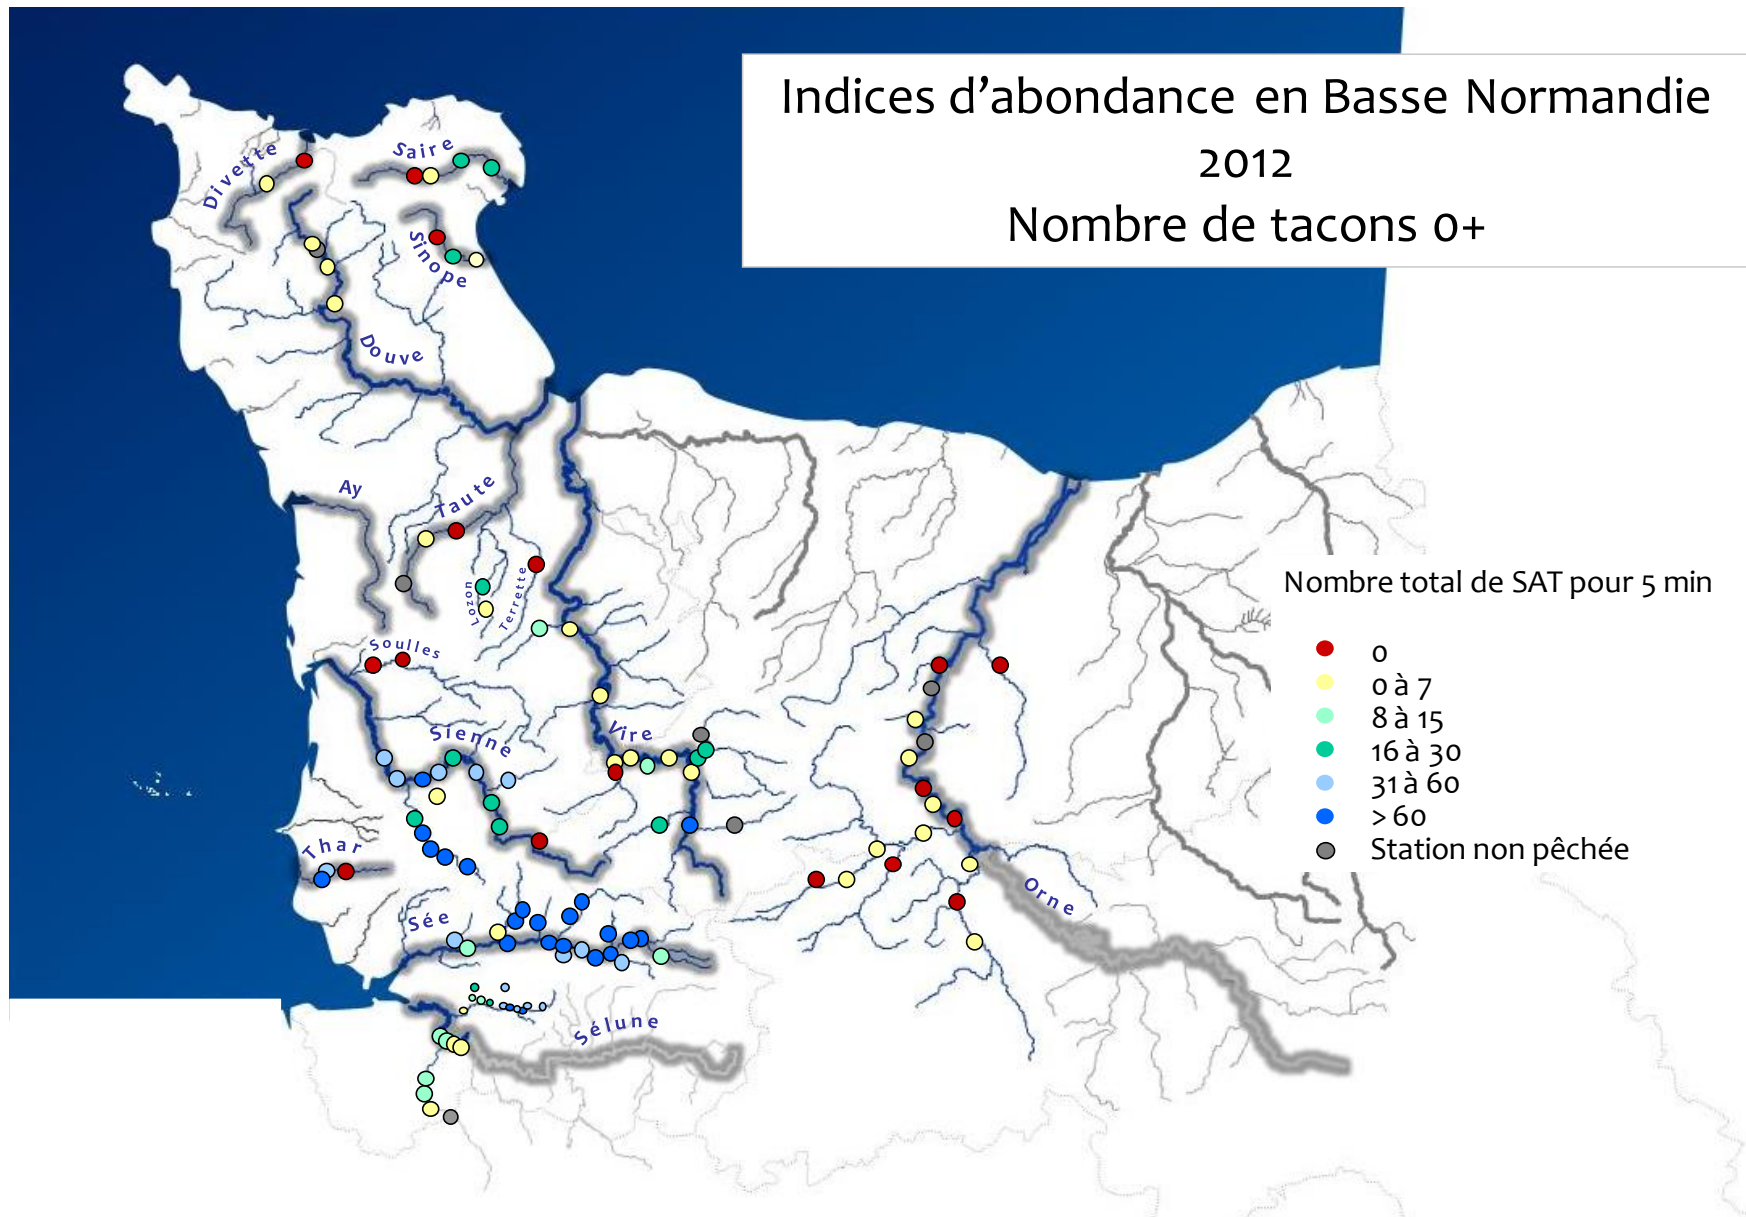 Indices d'abondance en Basse Normandie
2012
Nombre de tacons 0+
Divette
Saire
Sinope
Douve
Ay
Taute
Lozon
Terrette
Soulles
Sienne
Vire
Thar
Sée
Orne
Sélune
Nombre total de SAT pour 5 min
0
0 à 7
8 à 15
16 à 30
31 à 60
> 60
Station non pêchée